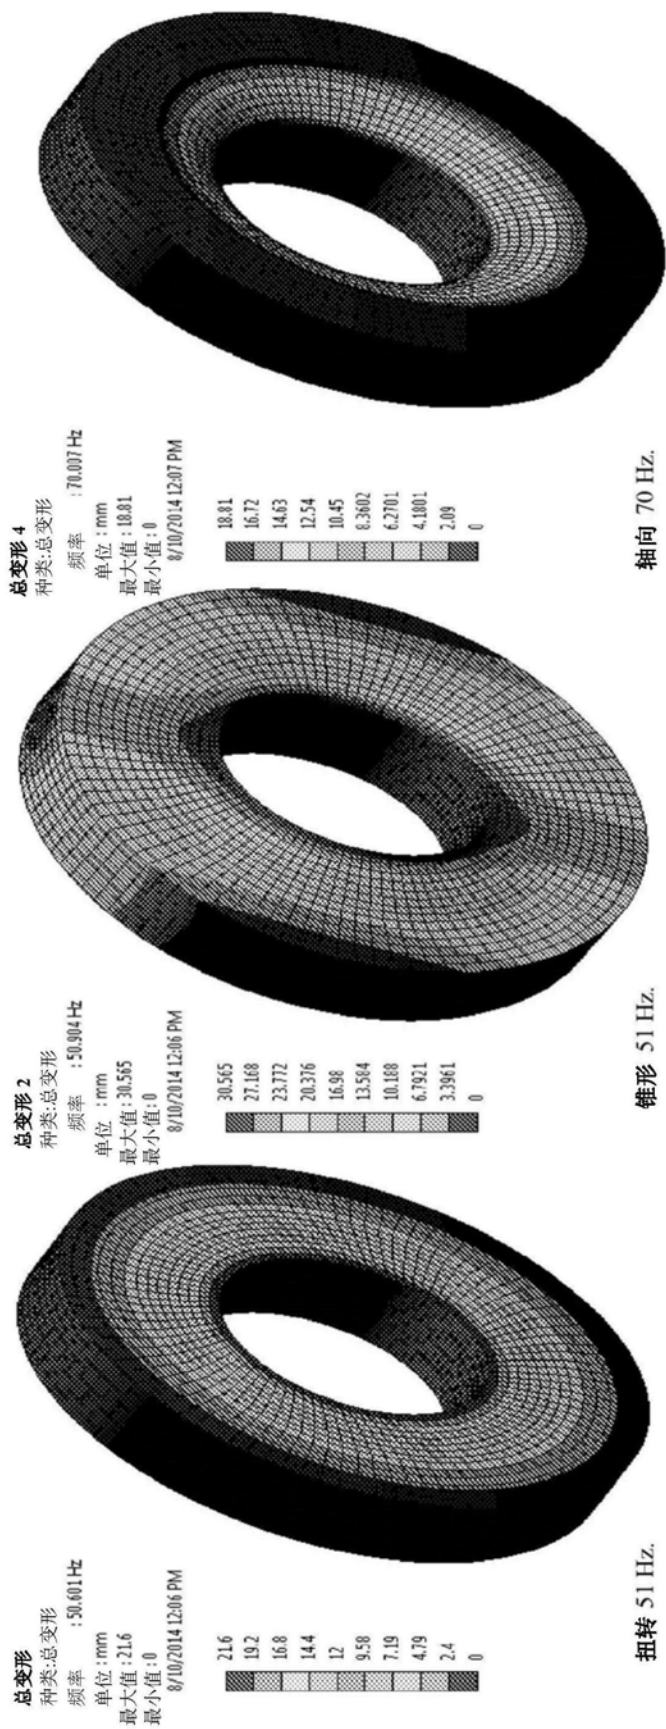 总变形
种类:总变形
频率 : 50.601 Hz
单位 : mm
最大值 : 21.6
最小值 : 0
8/10/2014 12:06 PM
21.6
19.2
16.8
14.4
12
9.58
7.19
4.79
2.4
0
扭转 51 Hz.
总变形 2
种类:总变形
频率 : 50.904 Hz
单位 : mm
最大值 : 30.565
最小值 : 0
8/10/2014 12:06 PM
30.565
27.168
23.772
20.376
16.98
13.584
10.188
6.7921
3.3961
0
锥形 51 Hz.
总变形 4
种类:总变形
频率 : 70.007 Hz
单位 : mm
最大值 : 18.81
最小值 : 0
8/10/2014 12:07 PM
18.81
16.72
14.63
12.54
10.45
8.3602
6.2701
4.1801
2.09
0
轴向 70 Hz.